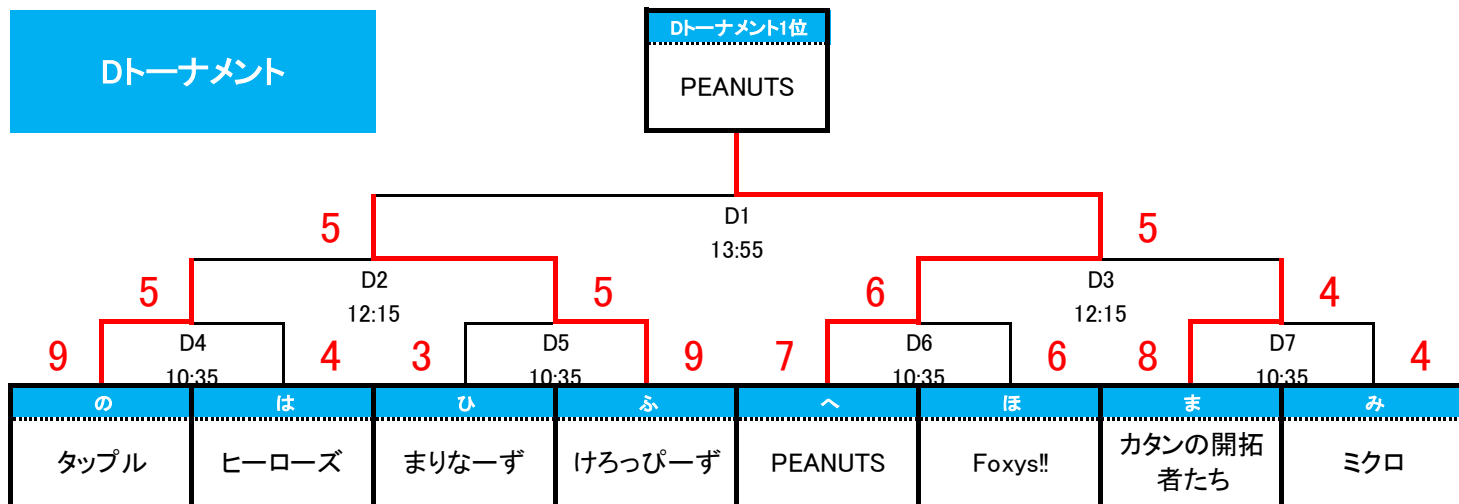 Dトーナメント
Dトーナメント1位
PEANUTS
D1
13:55
5
5
D2
12:15
D3
12:15
5
5
6
4
D4
10:35
D5
10:35
D6
10:35
D7
10:35
9
4
3
9
7
6
8
4
の は ひ ふ へ ほ ま み
タップル
ヒーローズ
まりなーず
けろっぴーず
PEANUTS
Foxys!!
カタンの開拓
者たち
ミクロ